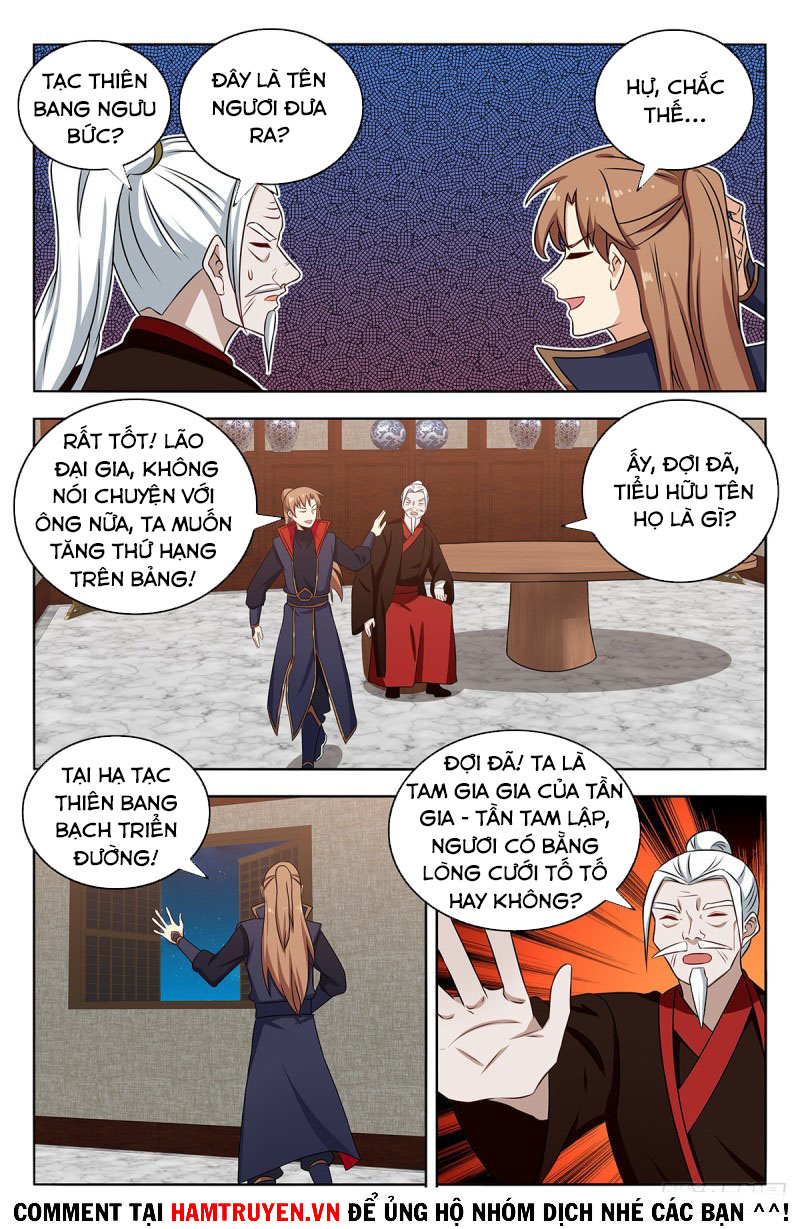 TẠC THIÊN
BANG NGƯU
BỨC?
ĐÂY LÀ TÊN
NGƯƠI ĐƯA
RA?
HỰ, CHẮC
THẾ...
RẤT TỐT! LÃO
ĐẠI GIA, KHÔNG
NÓI CHUYỆN VỚI
ÔNG NỮA, TA MUỐN
TĂNG THỨ HẠNG
TRÊN BẢNG!
ẤY, ĐỢI ĐÃ,
TIỂU HỮU TÊN
HỌ LÀ GÌ?
TẠI HẠ TẠC
THIÊN BANG
BẠCH TRIỂN
ĐƯỜNG!
ĐỢI ĐÃ! TA LÀ
TAM GIA GIA CỦA TẦN
GIA - TẦN TAM LẬP,
NGƯƠI CÓ BẰNG
LÒNG CƯỚI TỐ TỐ
HAY KHÔNG?
COMMENT TẠI HAMTRUYEN.VN ĐỂ ỦNG HỘ NHÓM DỊCH NHÉ CÁC BẠN ^^!